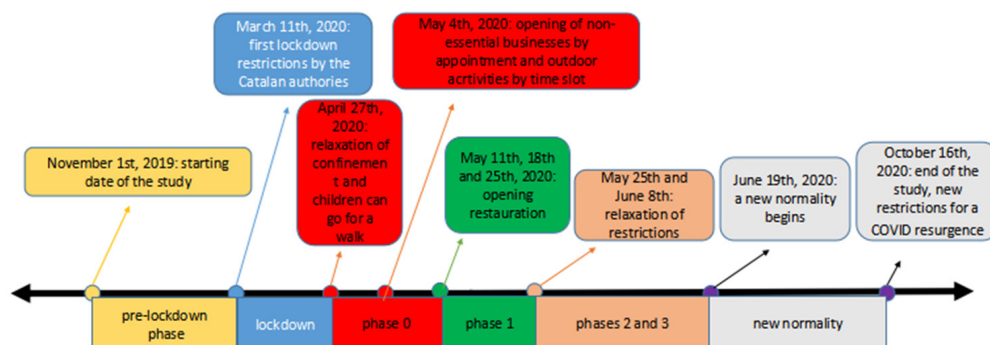 March 11th, 2020:
first lockdown
restrictions by the
Catalan authories
May 4th, 2020: opening of non-
essential businesses by
appointment and outdoor
acrtivities by time slot
April 27th,
2020:
relaxation of
confinemen
t and
children can
go for a
walk
November 1st, 2019: starting
date of the study
May 11th, 18th
and 25th, 2020:
opening
restauration
May 25th and
June 8th:
relaxation of
restrictions
June 19th, 2020:
a new normality
begins
October 16th,
2020: end of the
study, new
restrictions for a
COVID resurgence
pre-lockdown
phase
lockdown
phase 0
phase 1
phases 2 and 3
new normality